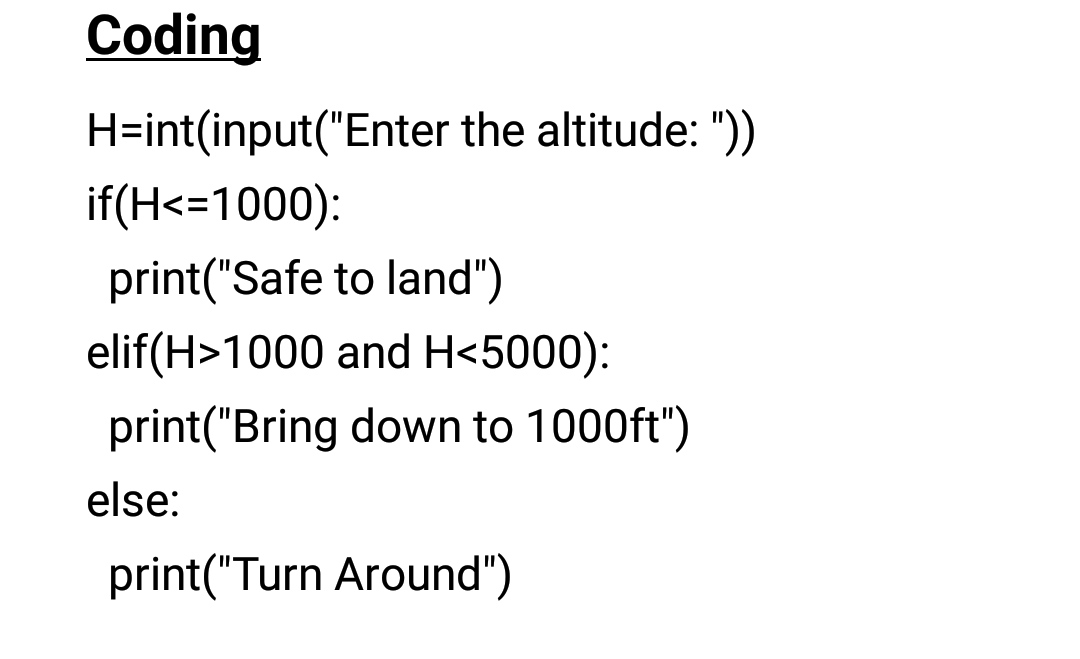 Coding
H=int(input("Enter the altitude: "))
if(H<=1000):
  print("Safe to land")
elif(H>1000 and H<5000):
  print("Bring down to 1000ft")
else:
  print("Turn Around")